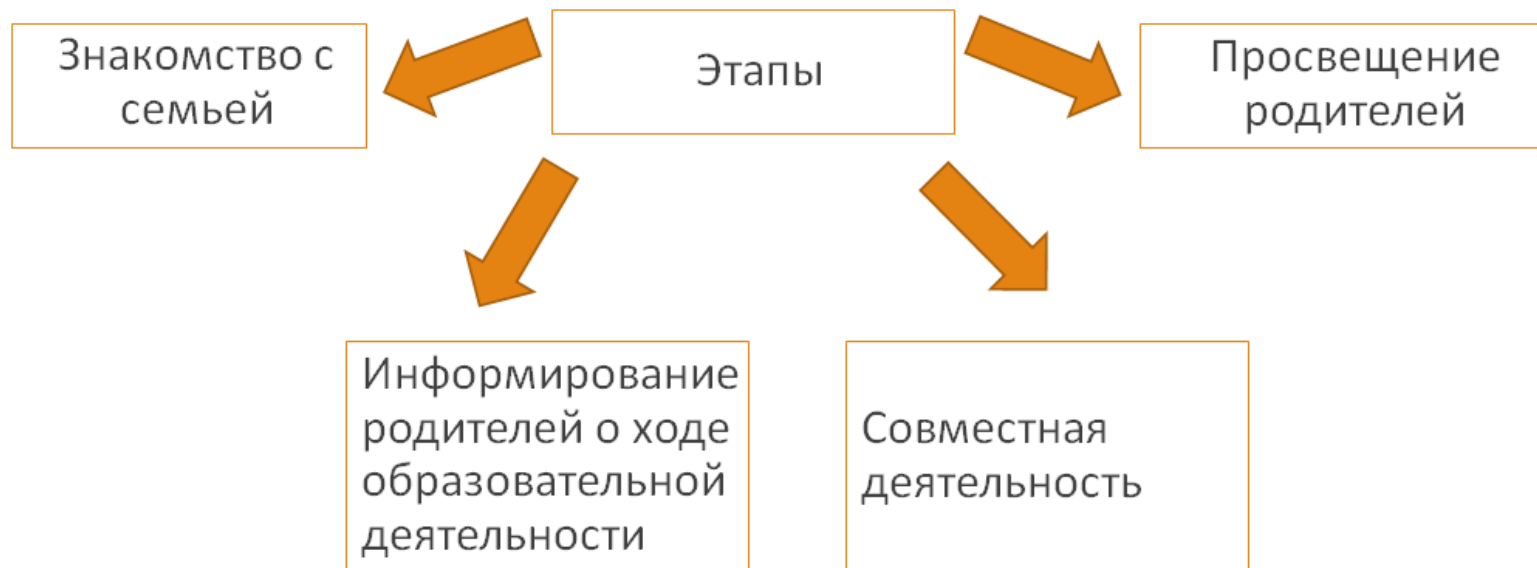 Знакомство с
семьей
Этапы
Просвещение
родителей
Информирование
родителей о ходе
образовательной
деятельности
Совместная
деятельность